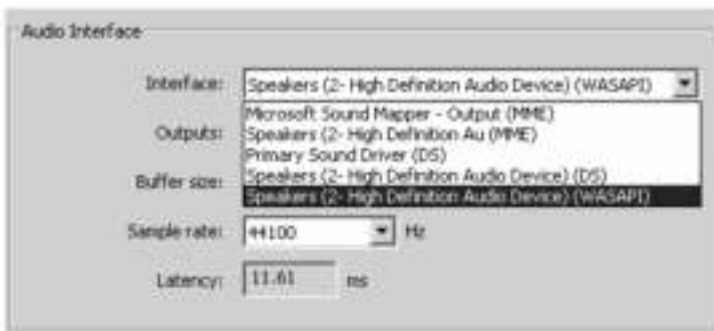 Audio Interface
Interface: Speakers (2- High Definition Audio Device) (WASAPI)
Microsoft Sound Mapper - Output (MME)
Outputs: Speakers (2- High Definition Au (MME)
Primary Sound Driver (DS)
Buffer size: Speakers (2- High Definition Audio Device) (DS)
Speakers (2- High Definition Audio Device) (WASAPI)
Sample rate: 44100 Hz
Latency: 11.61 ms